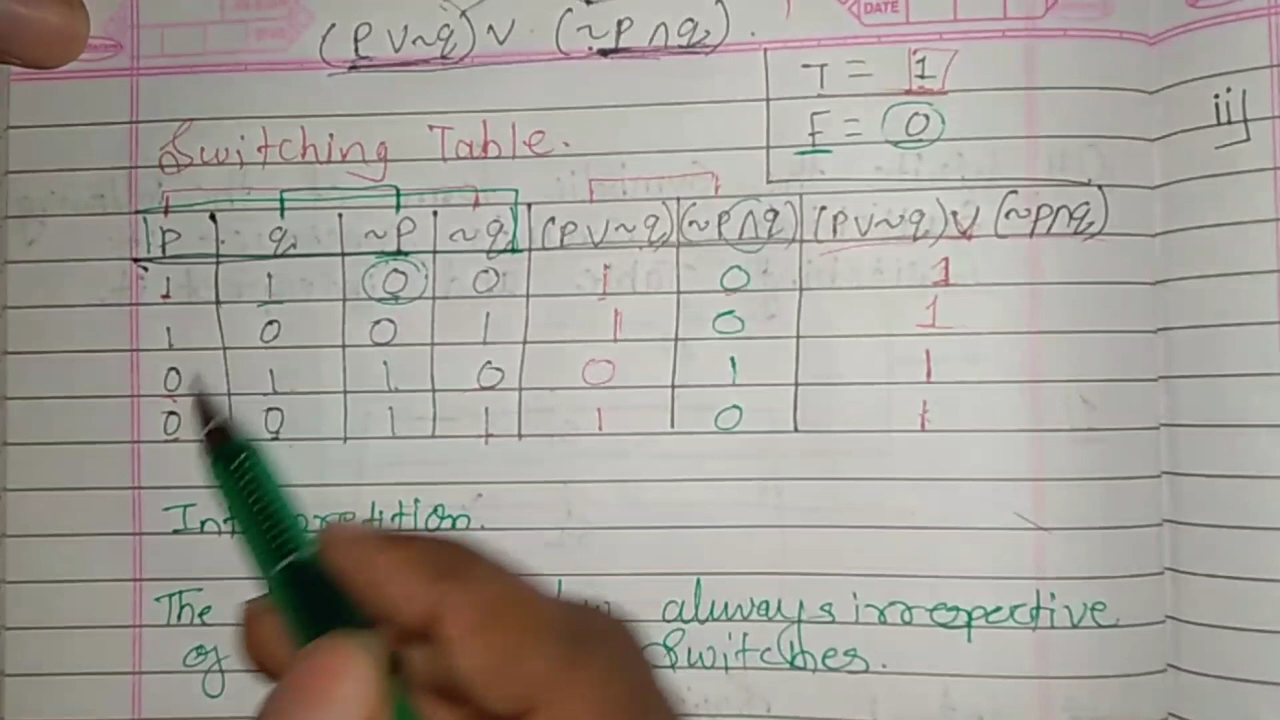 (p ∨ ~q) ∨ (~p ∧ q).
DATE
T = 1
F = 0
ii)
Switching Table.
p q ~p ~q (p ∨ ~q) (~p ∧ q) (p ∨ ~q) ∨ (~p ∧ q)
1 1 0 0 1 0 1
1 0 0 1 1 0 1
0 1 1 0 0 1 1
0 0 1 1 1 0 1
The always irrespective
of switches.